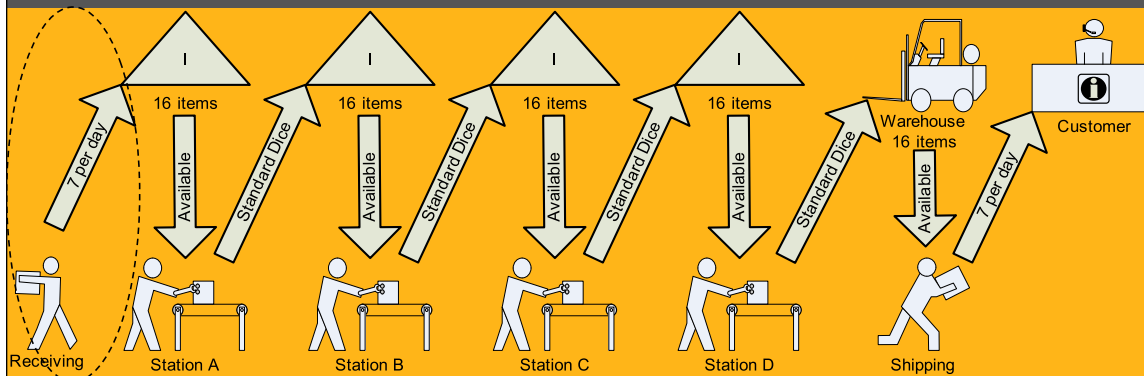 I
I
I
I
16 items
16 items
16 items
16 items
Warehouse
16 items
Customer
7 per day
Available
Standard Dice
Available
Standard Dice
Available
Standard Dice
Available
Standard Dice
Available
7 per day
i
Receiving
Station A
Station B
Station C
Station D
Shipping